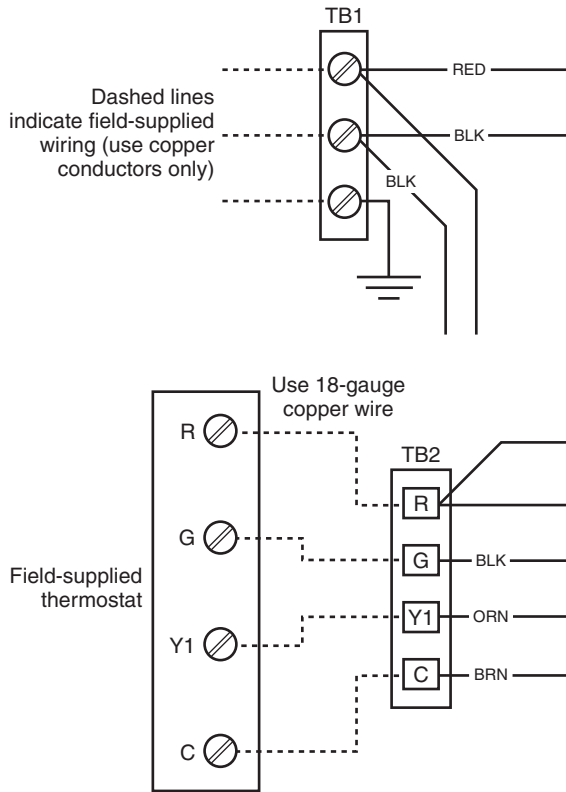 TB1
RED
Dashed lines
indicate field-supplied
wiring (use copper
conductors only)
BLK
BLK
Use 18-gauge
copper wire
R
TB2
R
G
G
BLK
Field-supplied
thermostat
Y1
Y1
ORN
C
BRN
C